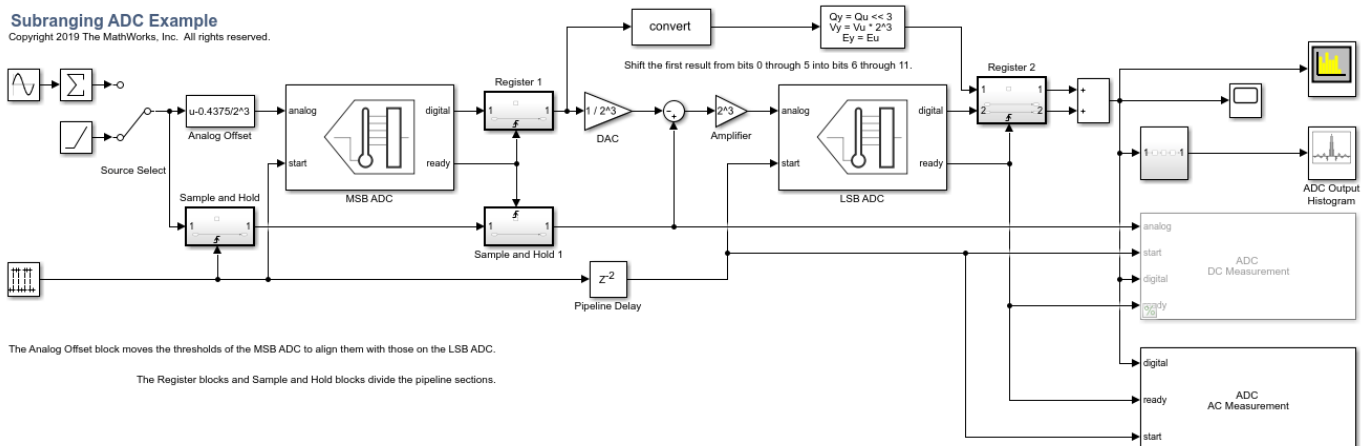 Subranging ADC Example
Copyright 2019 The MathWorks, Inc.  All rights reserved.
convert
Qy = Qu << 3
Vy = Vu * 2^3
Ey = Eu
Shift the first result from bits 0 through 5 into bits 6 through 11.
Register 1
Register 2
u-0.4375/2^3
Analog Offset
Source Select
analog
digital
start
ready
MSB ADC
1
1
1 / 2^3
DAC
2^3
Amplifier
analog
digital
start
ready
LSB ADC
1
1
2
2
+
+
1
1
ADC Output
Histogram
Sample and Hold
1
1
1
1
Sample and Hold 1
Z-2
Pipeline Delay
analog
start
digital
ADC
DC Measurement
The Analog Offset block moves the thresholds of the MSB ADC to align them with those on the LSB ADC.
The Register blocks and Sample and Hold blocks divide the pipeline sections.
digital
ready
start
ADC
AC Measurement